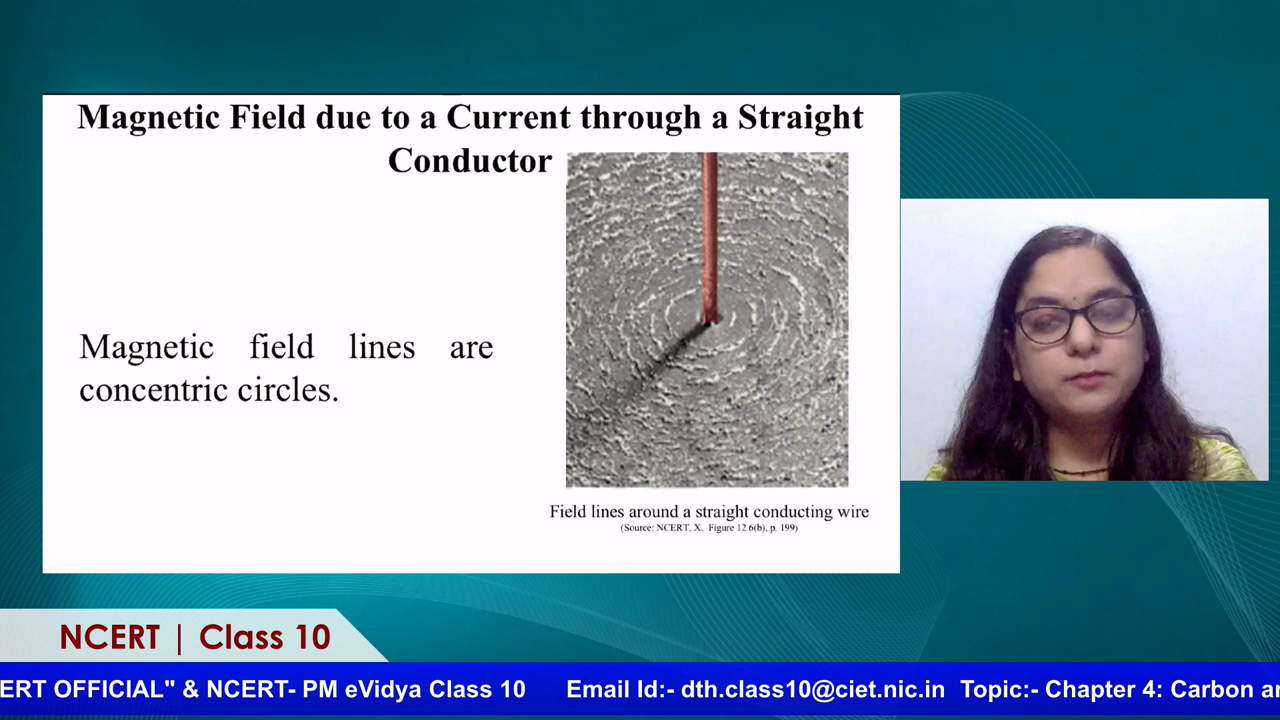 Magnetic Field due to a Current through a Straight
Conductor
Magnetic field lines are
concentric circles.
Field lines around a straight conducting wire
(Source: NCERT, X, Figure 12.6(b), p. 199)
NCERT | Class 10
ERT OFFICIAL" & NCERT- PM eVidya Class 10 Email Id:- dth.class10@ciet.nic.in Topic:- Chapter 4: Carbon an